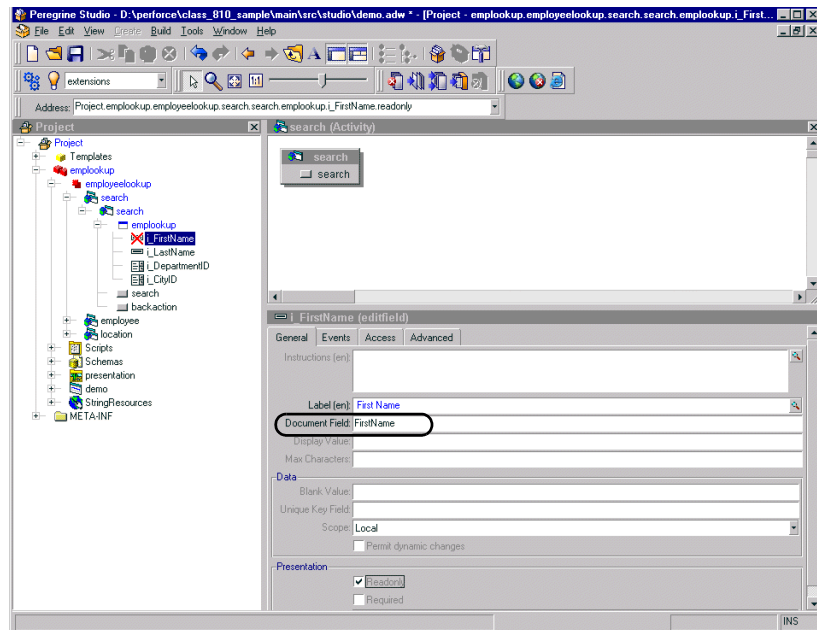 Peregrine Studio - D:\perforce\class_810_sample\main\src\studio\demo.adw * - [Project - emplookup.employeelookup.search.search.emplookup.i_First...
File Edit View Create Build Tools Window Help
extensions
1:1
Address: Project.emplookup.employeelookup.search.search.emplookup.i_FirstName.readonly
Project
search (Activity)
Project
Templates
emplookup
employeelookup
search
search
emplookup
i_FirstName
i_LastName
i_DepartmentID
i_CityID
search
backaction
employee
location
Scripts
Schemas
presentation
demo
StringResources
META-INF
search
search
i_FirstName (editfield)
General Events Access Advanced
Instructions (en):
Label (en): First Name
Document Field: FirstName
Display Value:
Max Characters:
Data
Blank Value:
Unique Key Field:
Scope: Local
Permit dynamic changes
Presentation
Readonly
Required
INS